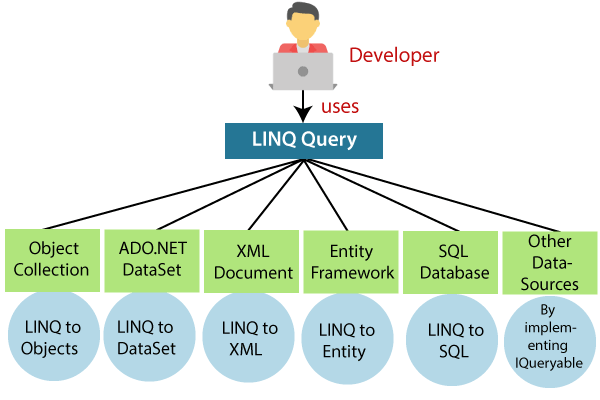 Developer
uses
LINQ Query
Object
Collection
ADO.NET
DataSet
XML
Document
Entity
Framework
SQL
Database
Other
Data-
Sources
LINQ to
Objects
LINQ to
DataSet
LINQ to
XML
LINQ to
Entity
LINQ to
SQL
By
implem-
enting
IQueryable